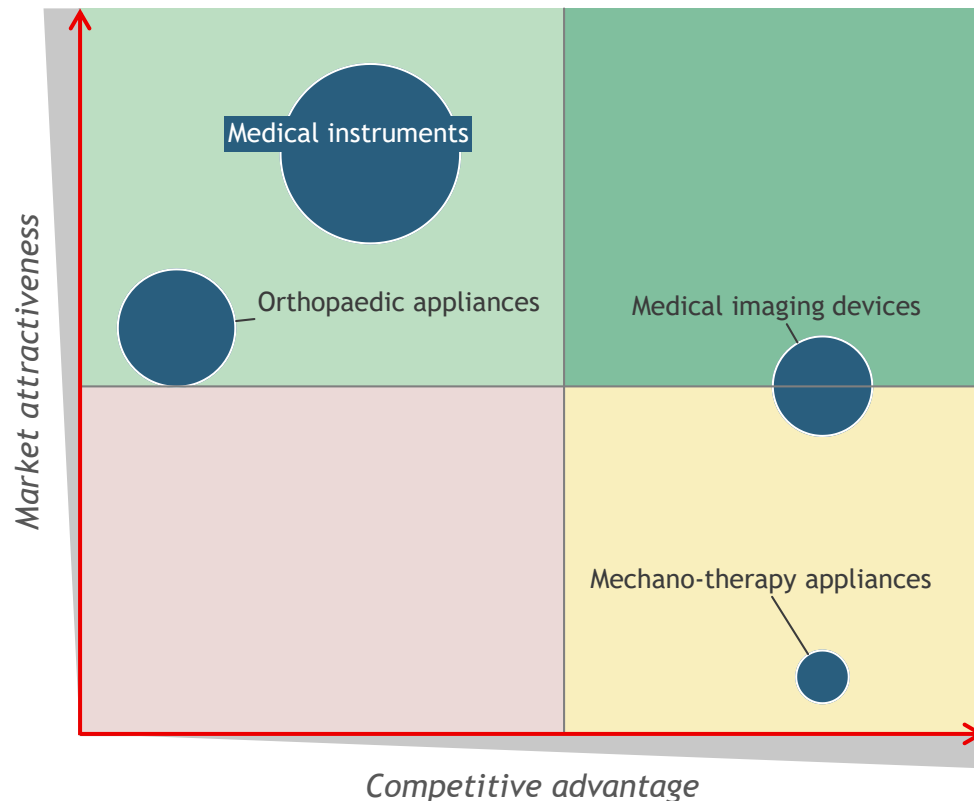 Market attractiveness
Medical instruments
Orthopaedic appliances
Medical imaging devices
Mechano-therapy appliances
Competitive advantage